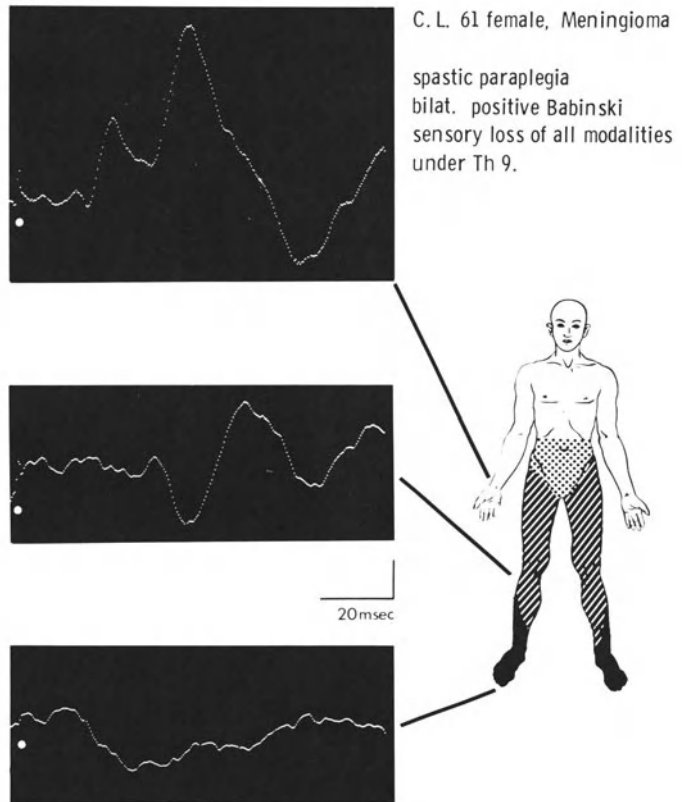 C. L. 61 female, Meningioma
spastic paraplegia
bilat. positive Babinski
sensory loss of all modalities
under Th 9.
20msec